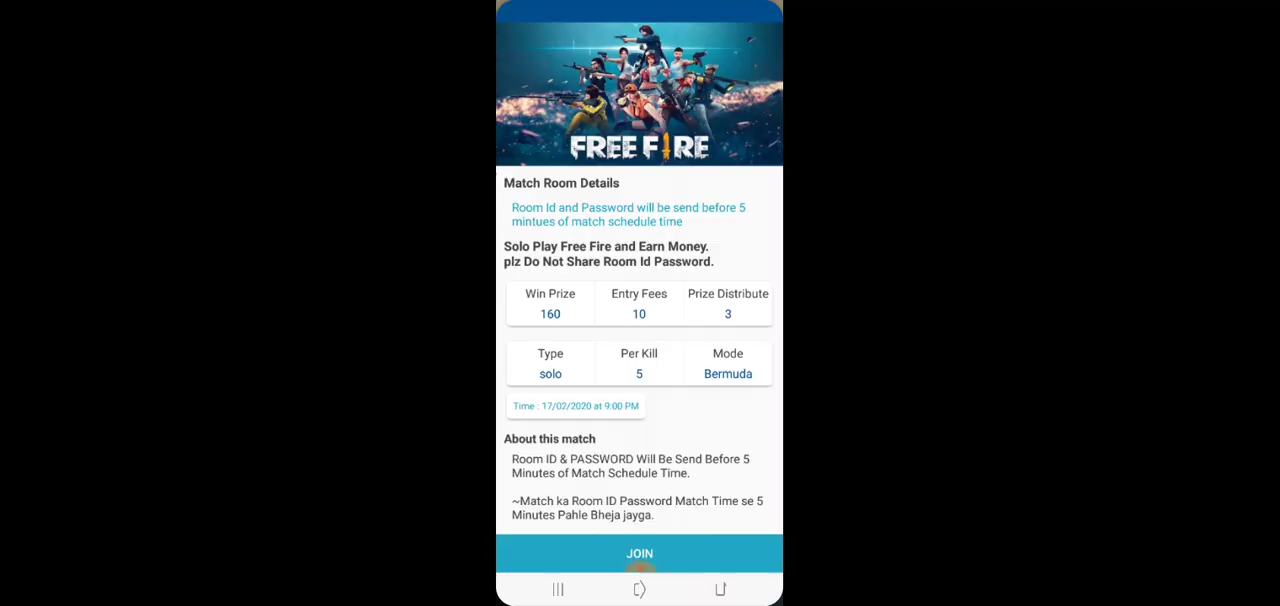 FREE FIRE
Match Room Details
Room Id and Password will be send before 5
mintues of match schedule time
Solo Play Free Fire and Earn Money.
plz Do Not Share Room Id Password.
Win Prize Entry Fees Prize Distribute
160 10 3
Type Per Kill Mode
solo 5 Bermuda
Time : 17/02/2020 at 9:00 PM
About this match
Room ID & PASSWORD Will Be Send Before 5
Minutes of Match Schedule Time.
~Match ka Room ID Password Match Time se 5
Minutes Pahle Bheja jayga.
JOIN